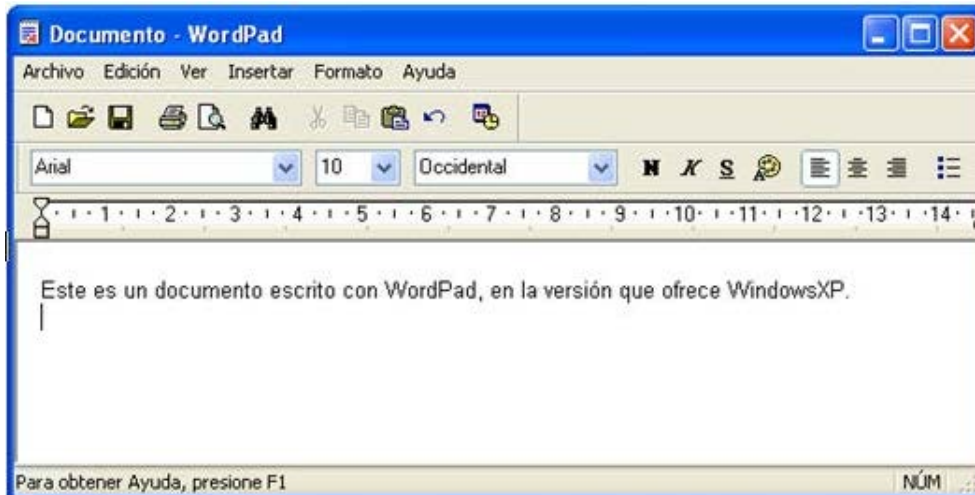 Documento - WordPad
Archivo Edición Ver Insertar Formato Ayuda
Arial 10 Occidental N K S
1 2 3 4 5 6 7 8 9 10 11 12 13 14
Este es un documento escrito con WordPad, en la versión que ofrece WindowsXP.
Para obtener Ayuda, presione F1 NÚM